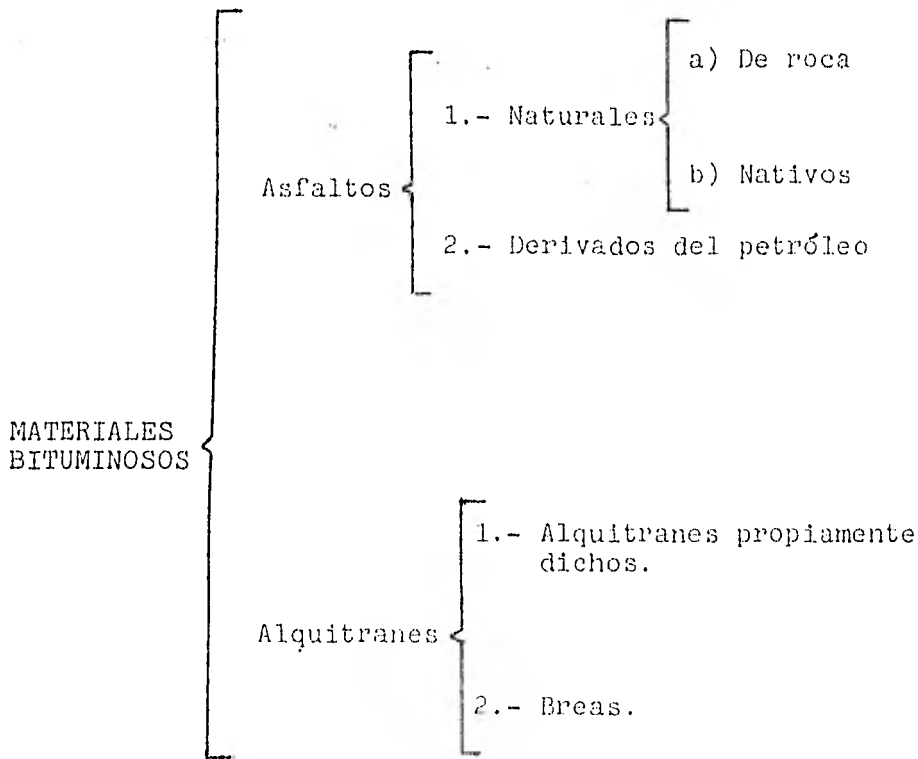 a) De roca
1.- Naturales
b) Nativos
Asfaltos
2.- Derivados del petróleo
MATERIALES
BITUMINOSOS
1.- Alquitranes propiamente
dichos.
Alquitranes
2.- Breas.